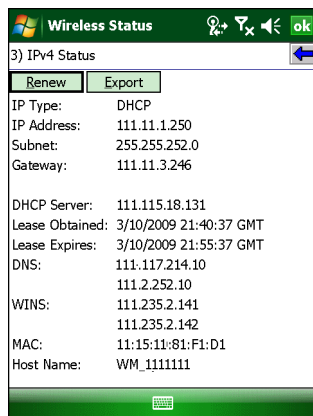 Wireless Status ok
3) IPv4 Status
Renew Export
IP Type: DHCP
IP Address: 111.11.1.250
Subnet: 255.255.252.0
Gateway: 111.11.3.246
DHCP Server: 111.115.18.131
Lease Obtained: 3/10/2009 21:40:37 GMT
Lease Expires: 3/10/2009 21:55:37 GMT
DNS: 111.117.214.10
111.2.252.10
WINS: 111.235.2.141
111.235.2.142
MAC: 11:15:11:81:F1:D1
Host Name: WM_1111111